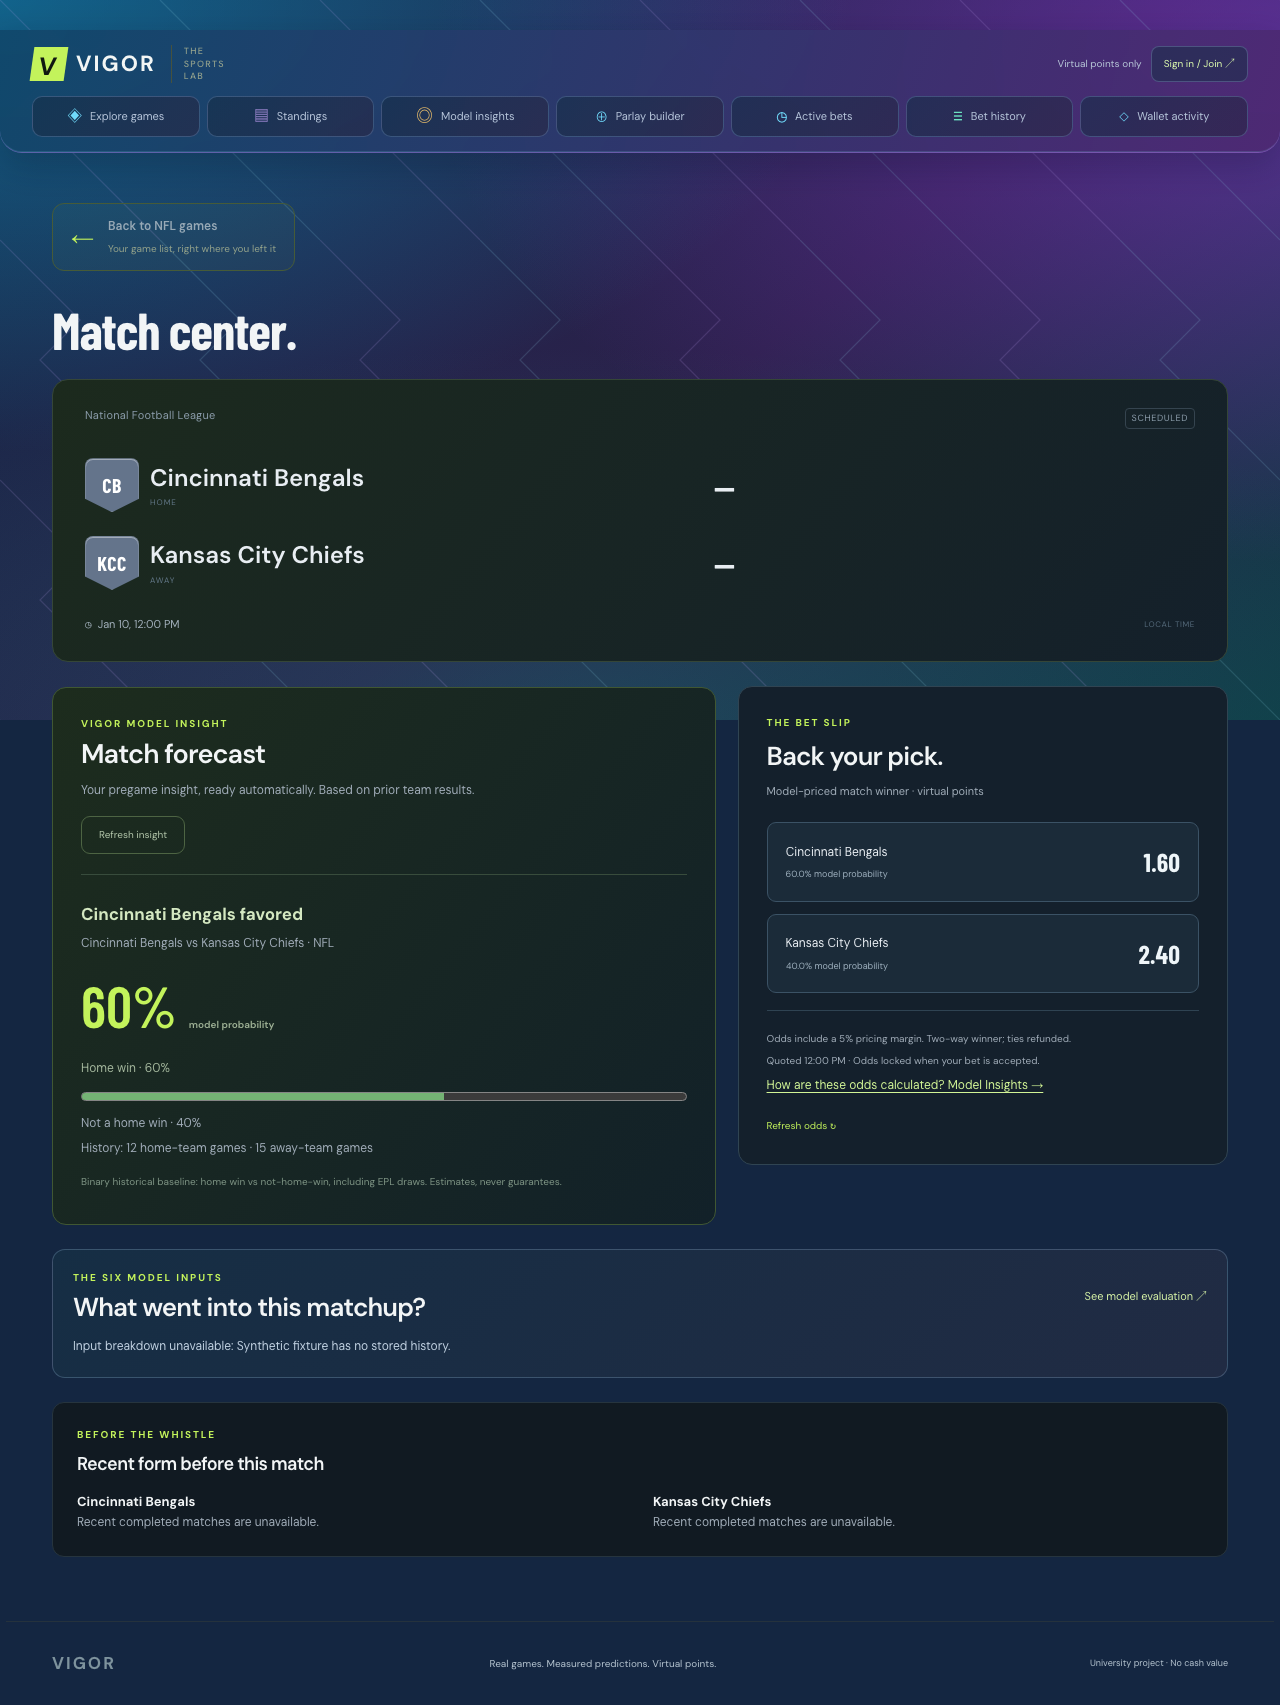 V VIGOR
THE
SPORTS
LAB
Virtual points only
Sign in / Join ↗
Explore games
Standings
Model insights
Parlay builder
Active bets
Bet history
Wallet activity
← Back to NFL games
Your game list, right where you left it
Match center.
National Football League
SCHEDULED
CB
Cincinnati Bengals
HOME
–
KCC
Kansas City Chiefs
AWAY
–
Jan 10, 12:00 PM
LOCAL TIME
VIGOR MODEL INSIGHT
Match forecast
Your pregame insight, ready automatically. Based on prior team results.
Refresh insight
Cincinnati Bengals favored
Cincinnati Bengals vs Kansas City Chiefs · NFL
60% model probability
Home win · 60%
Not a home win · 40%
History: 12 home-team games · 15 away-team games
Binary historical baseline: home win vs not-home-win, including EPL draws. Estimates, never guarantees.
THE BET SLIP
Back your pick.
Model-priced match winner · virtual points
Cincinnati Bengals
60.0% model probability
1.60
Kansas City Chiefs
40.0% model probability
2.40
Odds include a 5% pricing margin. Two-way winner; ties refunded.
Quoted 12:00 PM · Odds locked when your bet is accepted.
How are these odds calculated? Model Insights →
Refresh odds ↻
THE SIX MODEL INPUTS
What went into this matchup?
See model evaluation ↗
Input breakdown unavailable: Synthetic fixture has no stored history.
BEFORE THE WHISTLE
Recent form before this match
Cincinnati Bengals
Recent completed matches are unavailable.
Kansas City Chiefs
Recent completed matches are unavailable.
VIGOR
Real games. Measured predictions. Virtual points.
University project · No cash value